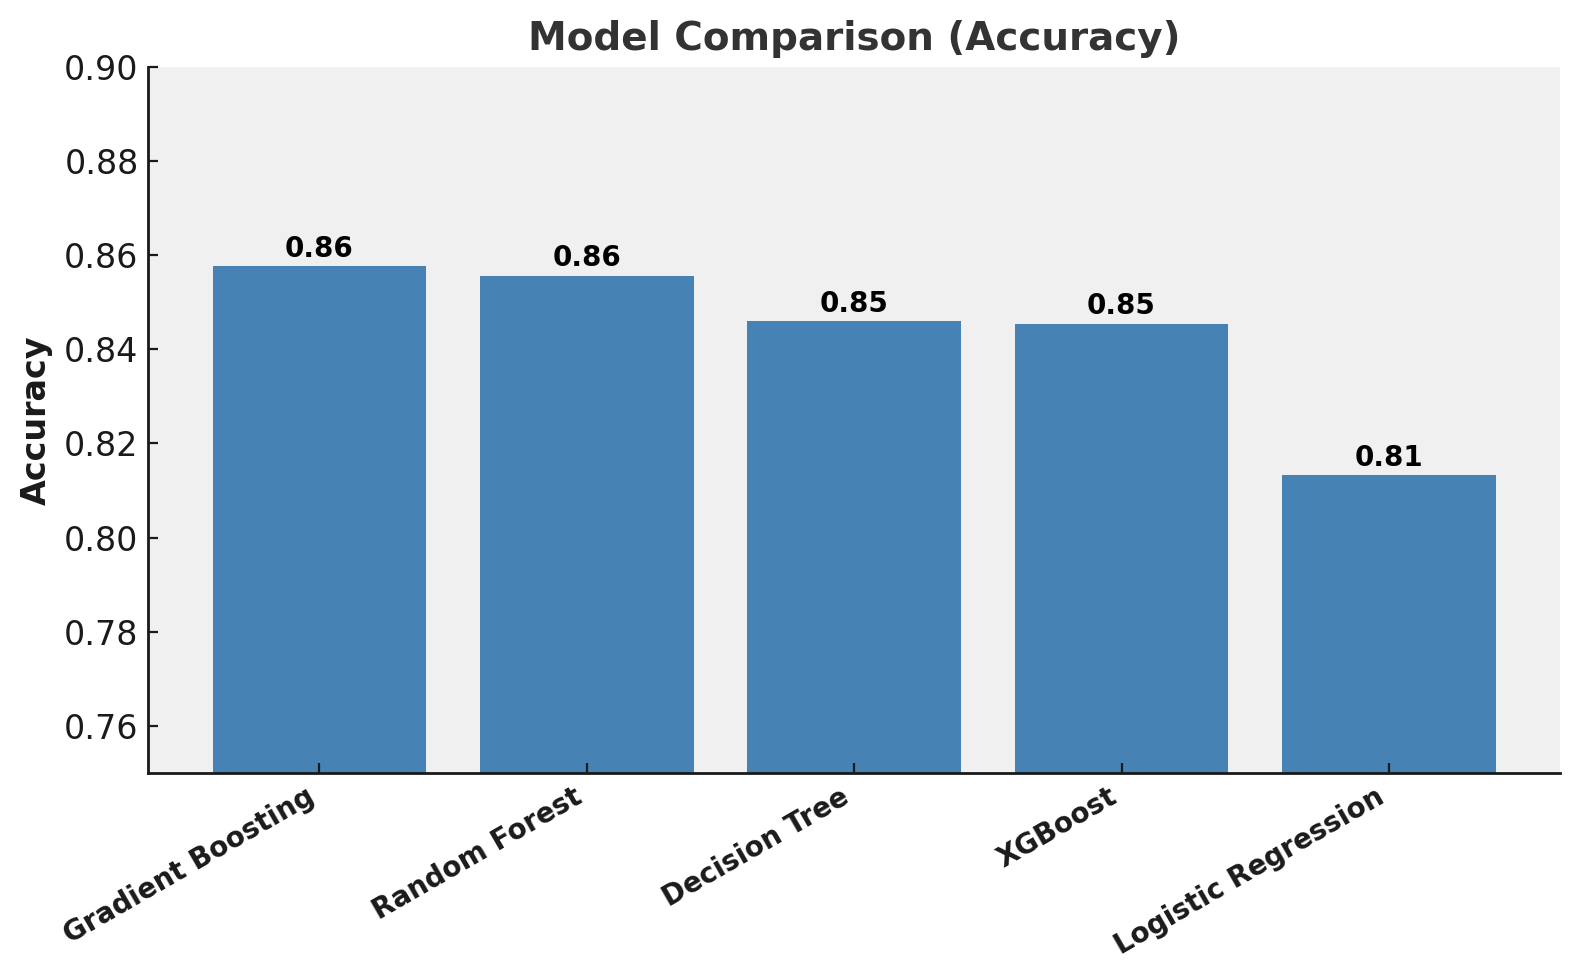 Model Comparison (Accuracy)
Accuracy
0.90
0.88
0.86
0.84
0.82
0.80
0.78
0.76
0.86
0.86
0.85
0.85
0.81
Gradient Boosting
Random Forest
Decision Tree
XGBoost
Logistic Regression